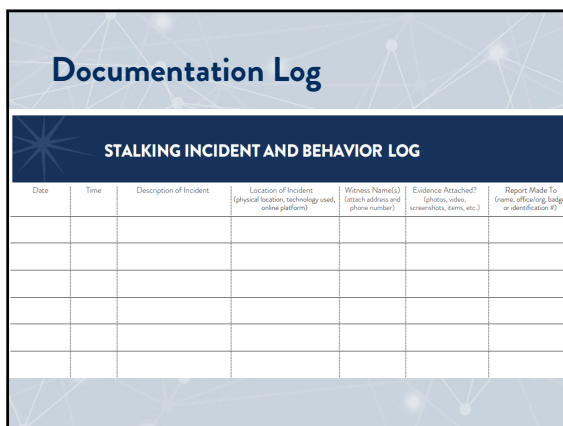 Documentation Log
STALKING INCIDENT AND BEHAVIOR LOG
Date
Time
Description of Incident
Location of Incident
(physical location, technology used,
online platform)
Witness Name(s)
(attach address and
phone number)
Evidence Attached?
(photos, video,
screenshots, items, etc.)
Report Made To
(name, office/org, badge
or identification #)